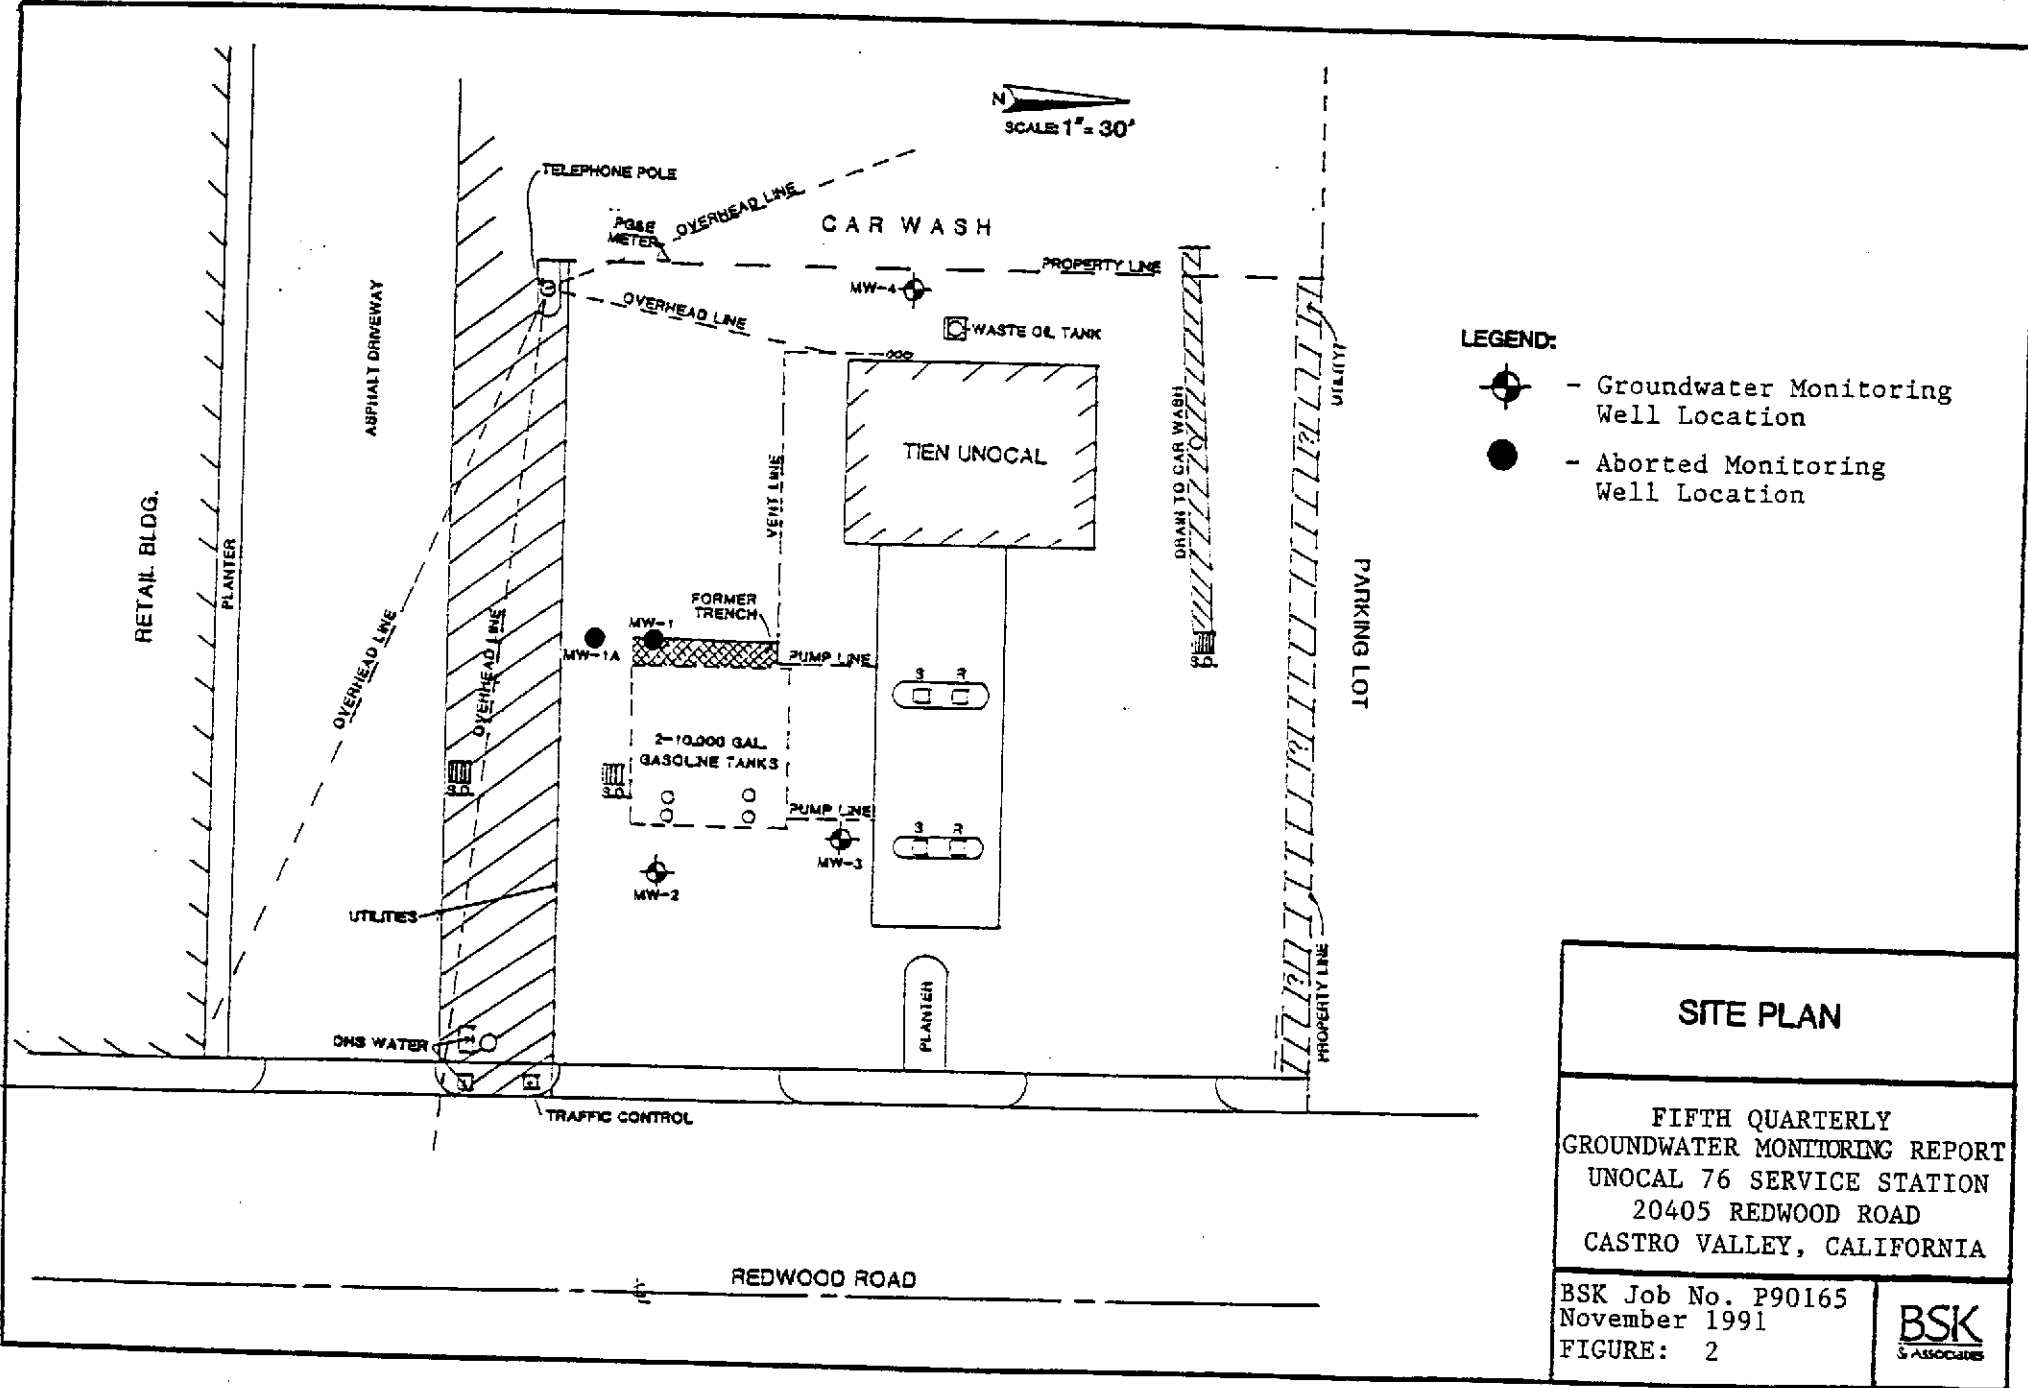 N
SCALE: 1" = 30'
TELEPHONE POLE
PG&E
METER
OVERHEAD LINE
CAR WASH
PROPERTY LINE
MW-4
OVERHEAD LINE
WASTE OIL TANK
ASPHALT DRIVEWAY
UTILITY
LEGEND:
- Groundwater Monitoring
Well Location
- Aborted Monitoring
Well Location
TIEN UNOCAL
VENT LINE
DRAIN TO CAR WASH
RETAIL BLDG.
PLANTER
PARKING LOT
FORMER
TRENCH
MW-1
MW-1A
PUMP LINE
S.D.
OVERHEAD LINE
OVERHEAD LINE
2-10,000 GAL.
GASOLINE TANKS
S.D.
S.D.
PUMP LINE
MW-3
MW-2
UTILITIES
PLANTER
PROPERTY LINE
WATER
TRAFFIC CONTROL
REDWOOD ROAD
SITE PLAN
FIFTH QUARTERLY
GROUNDWATER MONITORING REPORT
UNOCAL 76 SERVICE STATION
20405 REDWOOD ROAD
CASTRO VALLEY, CALIFORNIA
BSK Job No. P90165
November 1991
FIGURE: 2
BSK
& Associates